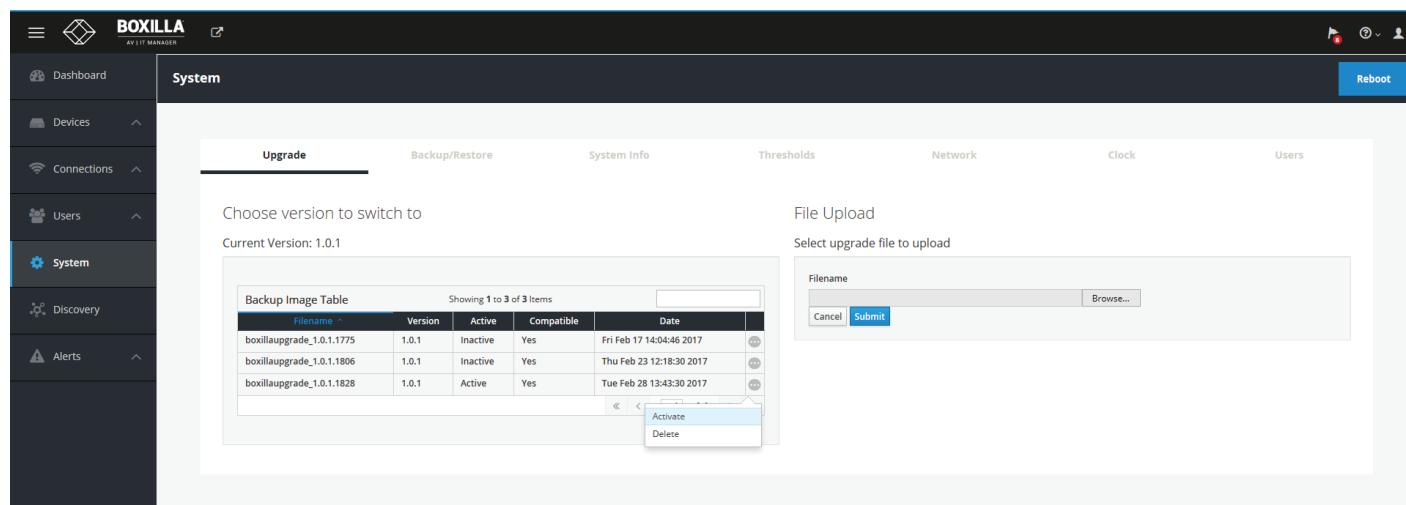 BOXILLA
AV | IT MANAGER
6
Dashboard
Devices
Connections
Users
System
Discovery
Alerts
System
Reboot
Upgrade Backup/Restore System Info Thresholds Network Clock Users
Choose version to switch to
Current Version: 1.0.1
Backup Image Table Showing 1 to 3 of 3 Items
Filename Version Active Compatible Date
boxillaupgrade_1.0.1.1775 1.0.1 Inactive Yes Fri Feb 17 14:04:46 2017
boxillaupgrade_1.0.1.1806 1.0.1 Inactive Yes Thu Feb 23 12:18:30 2017
boxillaupgrade_1.0.1.1828 1.0.1 Active Yes Tue Feb 28 13:43:30 2017
Activate
Delete
File Upload
Select upgrade file to upload
Filename
Browse...
Cancel Submit